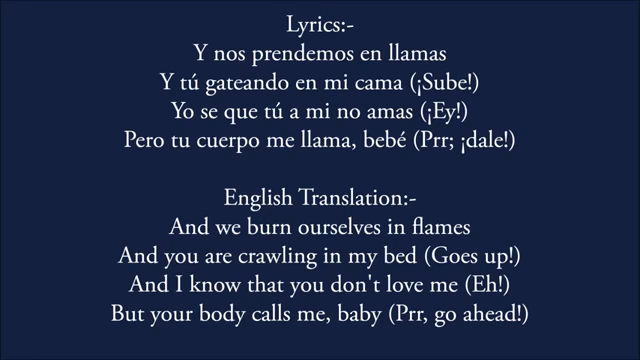 Lyrics:-
Y nos prendemos en llamas
Y tú gateando en mi cama (¡Sube!)
Yo se que tú a mi no amas (¡Ey!)
Pero tu cuerpo me llama, bebé (Prr; ¡dale!)
English Translation:-
And we burn ourselves in flames
And you are crawling in my bed (Goes up!)
And I know that you don't love me (Eh!)
But your body calls me, baby (Prr, go ahead!)